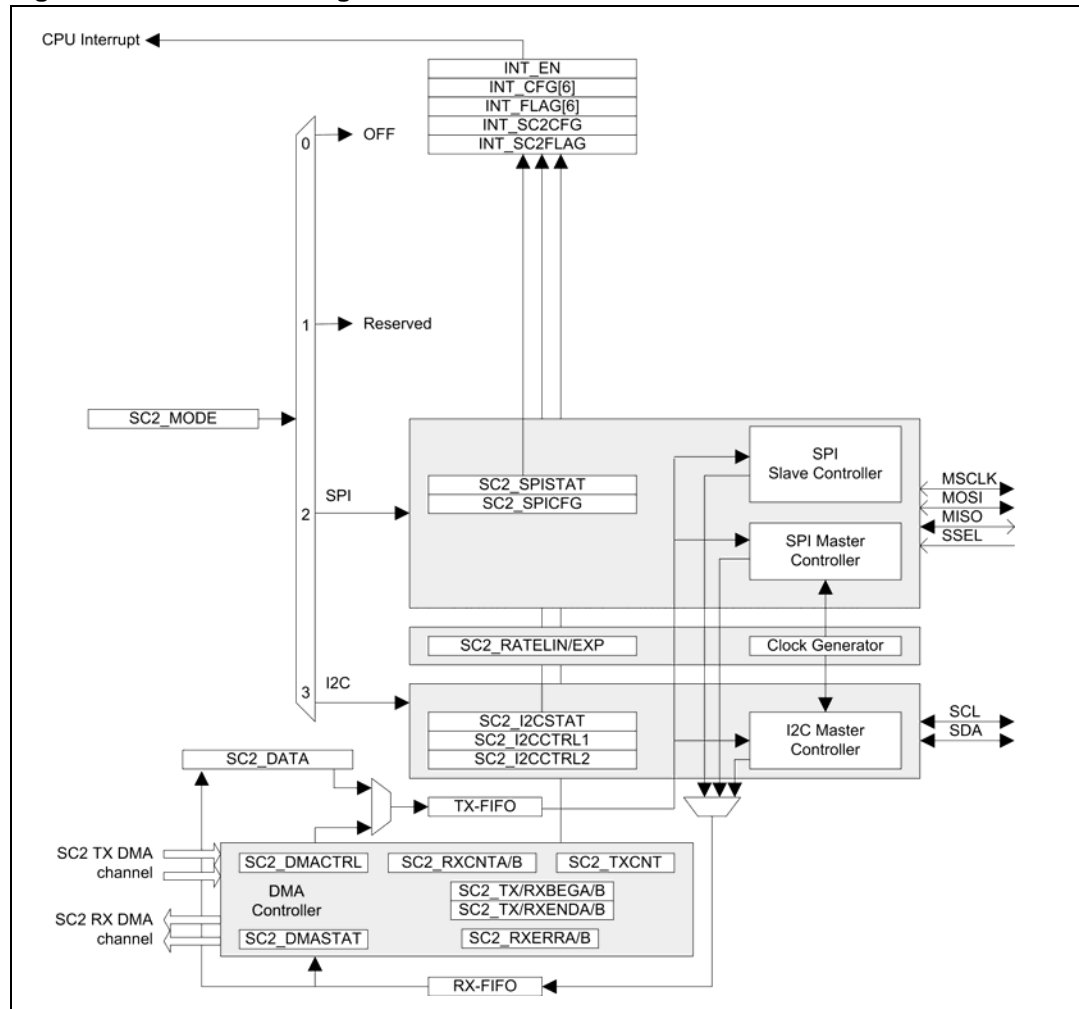 CPU Interrupt
INT_EN
INT_CFG[6]
INT_FLAG[6]
INT_SC2CFG
INT_SC2FLAG
0
OFF
1
Reserved
SC2_MODE
SPI
2
SC2_SPISTAT
SC2_SPICFG
SPI
Slave Controller
SPI Master
Controller
MSCLK
MOSI
MISO
SSEL
SC2_RATELIN/EXP
Clock Generator
3
I2C
SC2_I2CSTAT
SC2_I2CCTRL1
SC2_I2CCTRL2
I2C Master
Controller
SCL
SDA
SC2_DATA
TX-FIFO
SC2 TX DMA
channel
SC2_DMACTRL
SC2_RXCNTA/B
SC2_TXCNT
DMA
Controller
SC2_TX/RXBEGA/B
SC2_TX/RXENDA/B
SC2 RX DMA
channel
SC2_DMASTAT
SC2_RXERRA/B
RX-FIFO